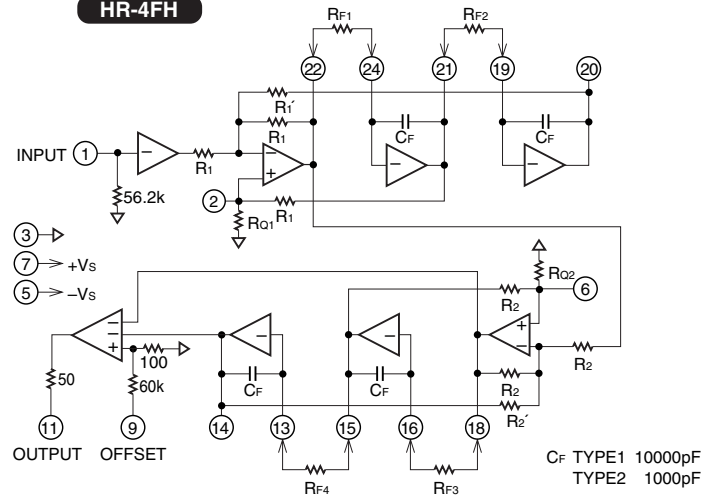 HR-4FH
RF1
RF2
22
24
21
19
20
R1´
R1
CF
CF
INPUT
1
−
R1
−
+
−
−
56.2k
2
RQ1
R1
3
7
+VS
5
−VS
RQ2
R2
6
−
−
+
100
−
−
+
−
R2
50
60k
CF
CF
R2
R2´
11
9
14
13
15
16
18
OUTPUT
OFFSET
RF4
RF3
CF TYPE1 10000pF
TYPE2 1000pF